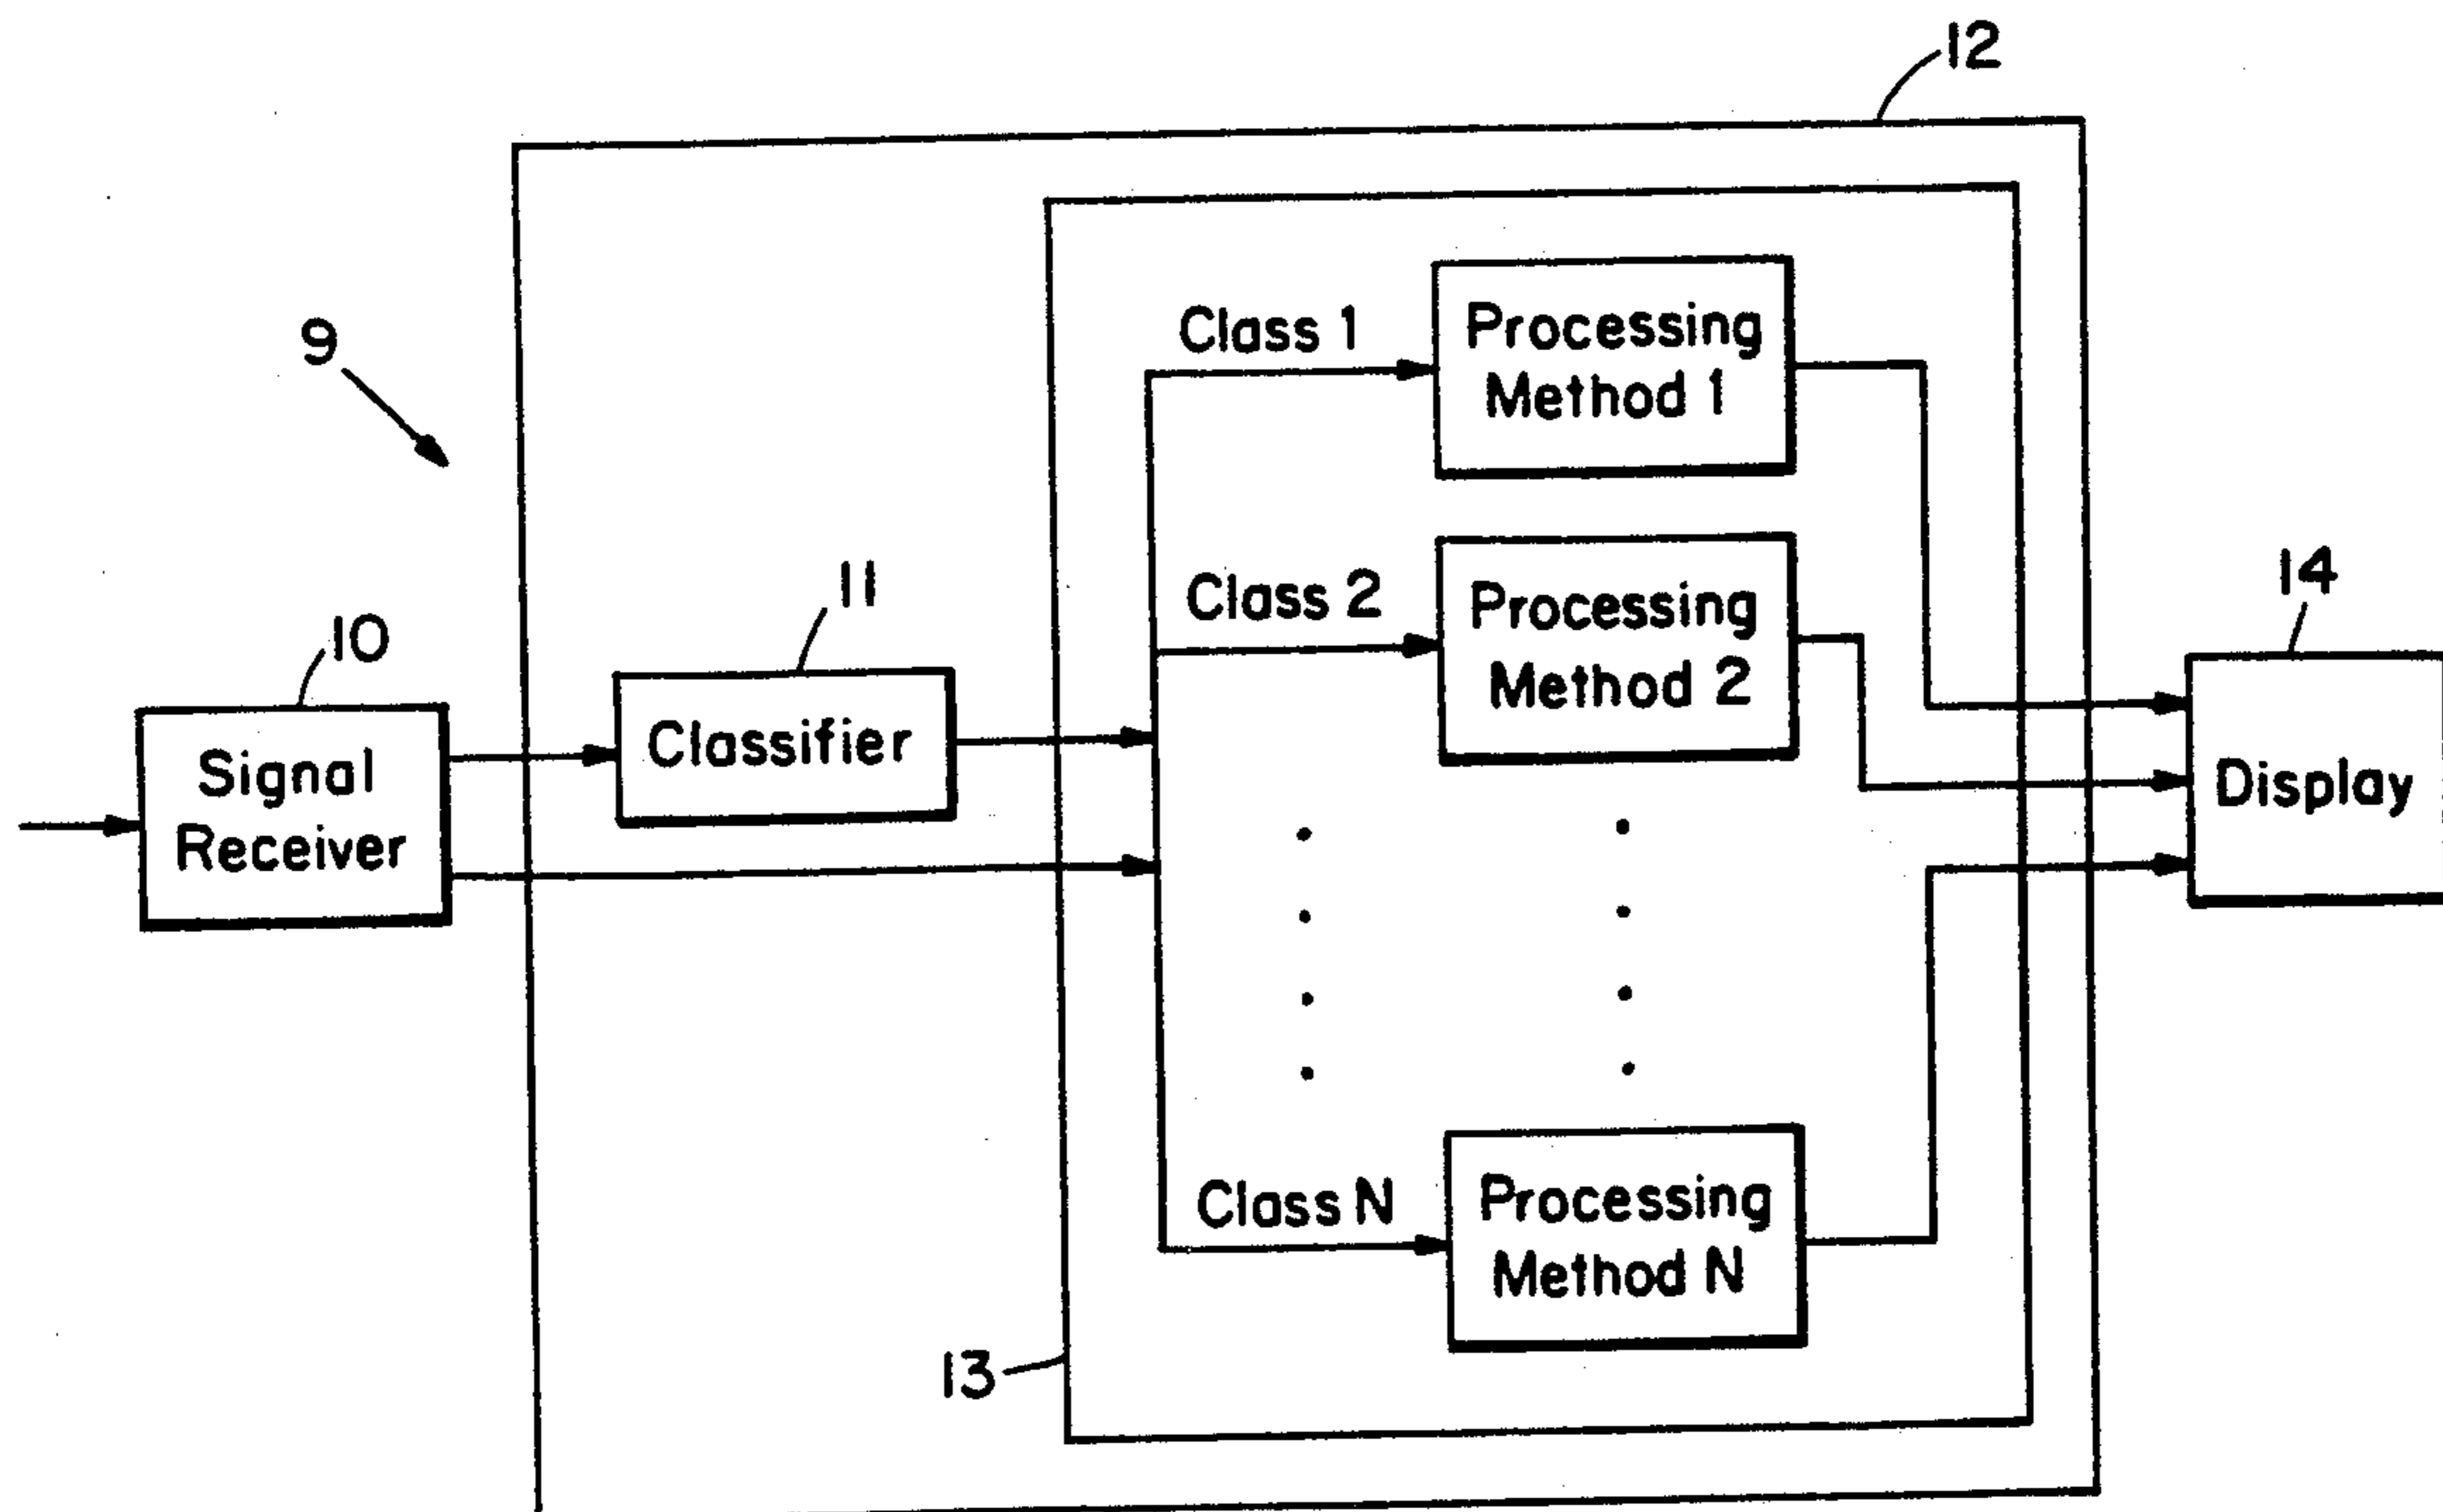 12
9
Class 1
Processing
Method 1
Class 2
Processing
Method 2
14
10
11
Signal
Receiver
Classifier
Display
Class N
Processing
Method N
13